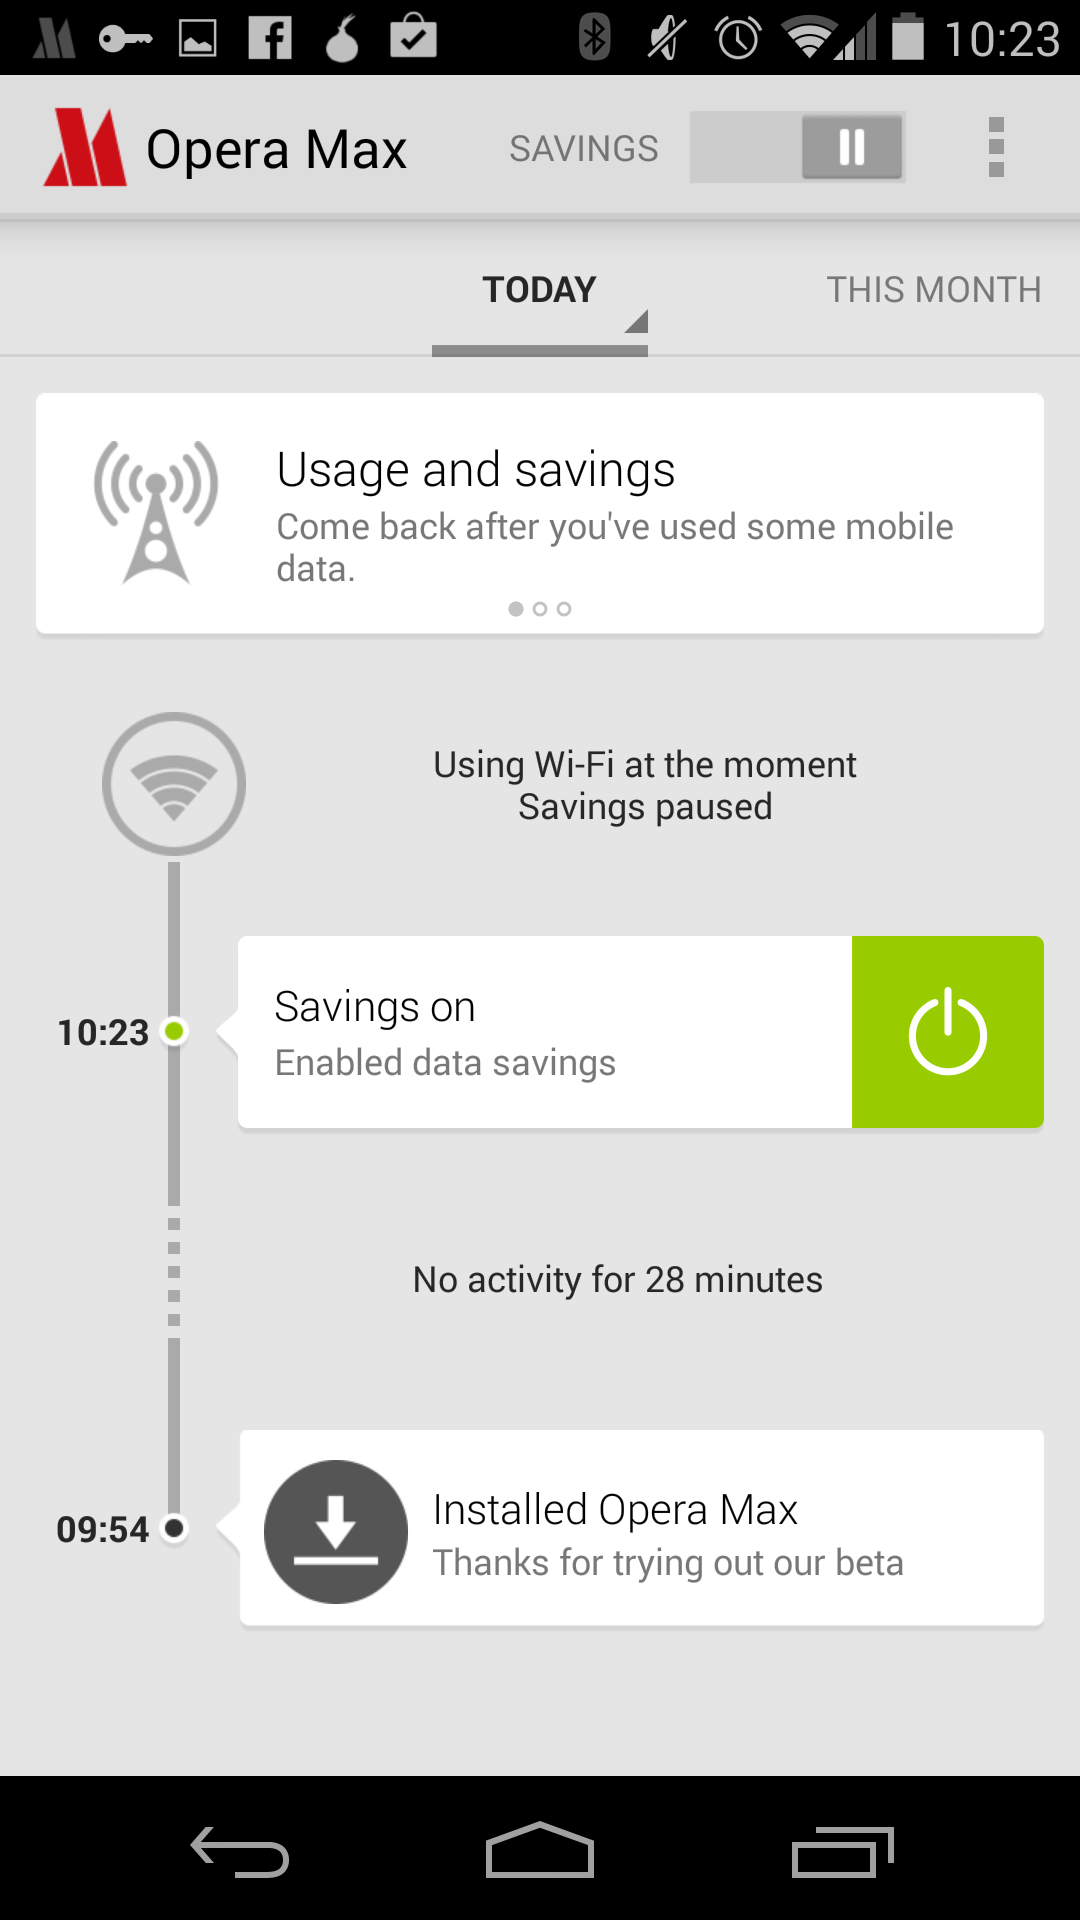 10:23
Opera Max
SAVINGS
TODAY
THIS MONTH
Usage and savings
Come back after you've used some mobile
data.
Using Wi-Fi at the moment
Savings paused
10:23
Savings on
Enabled data savings
No activity for 28 minutes
09:54
Installed Opera Max
Thanks for trying out our beta